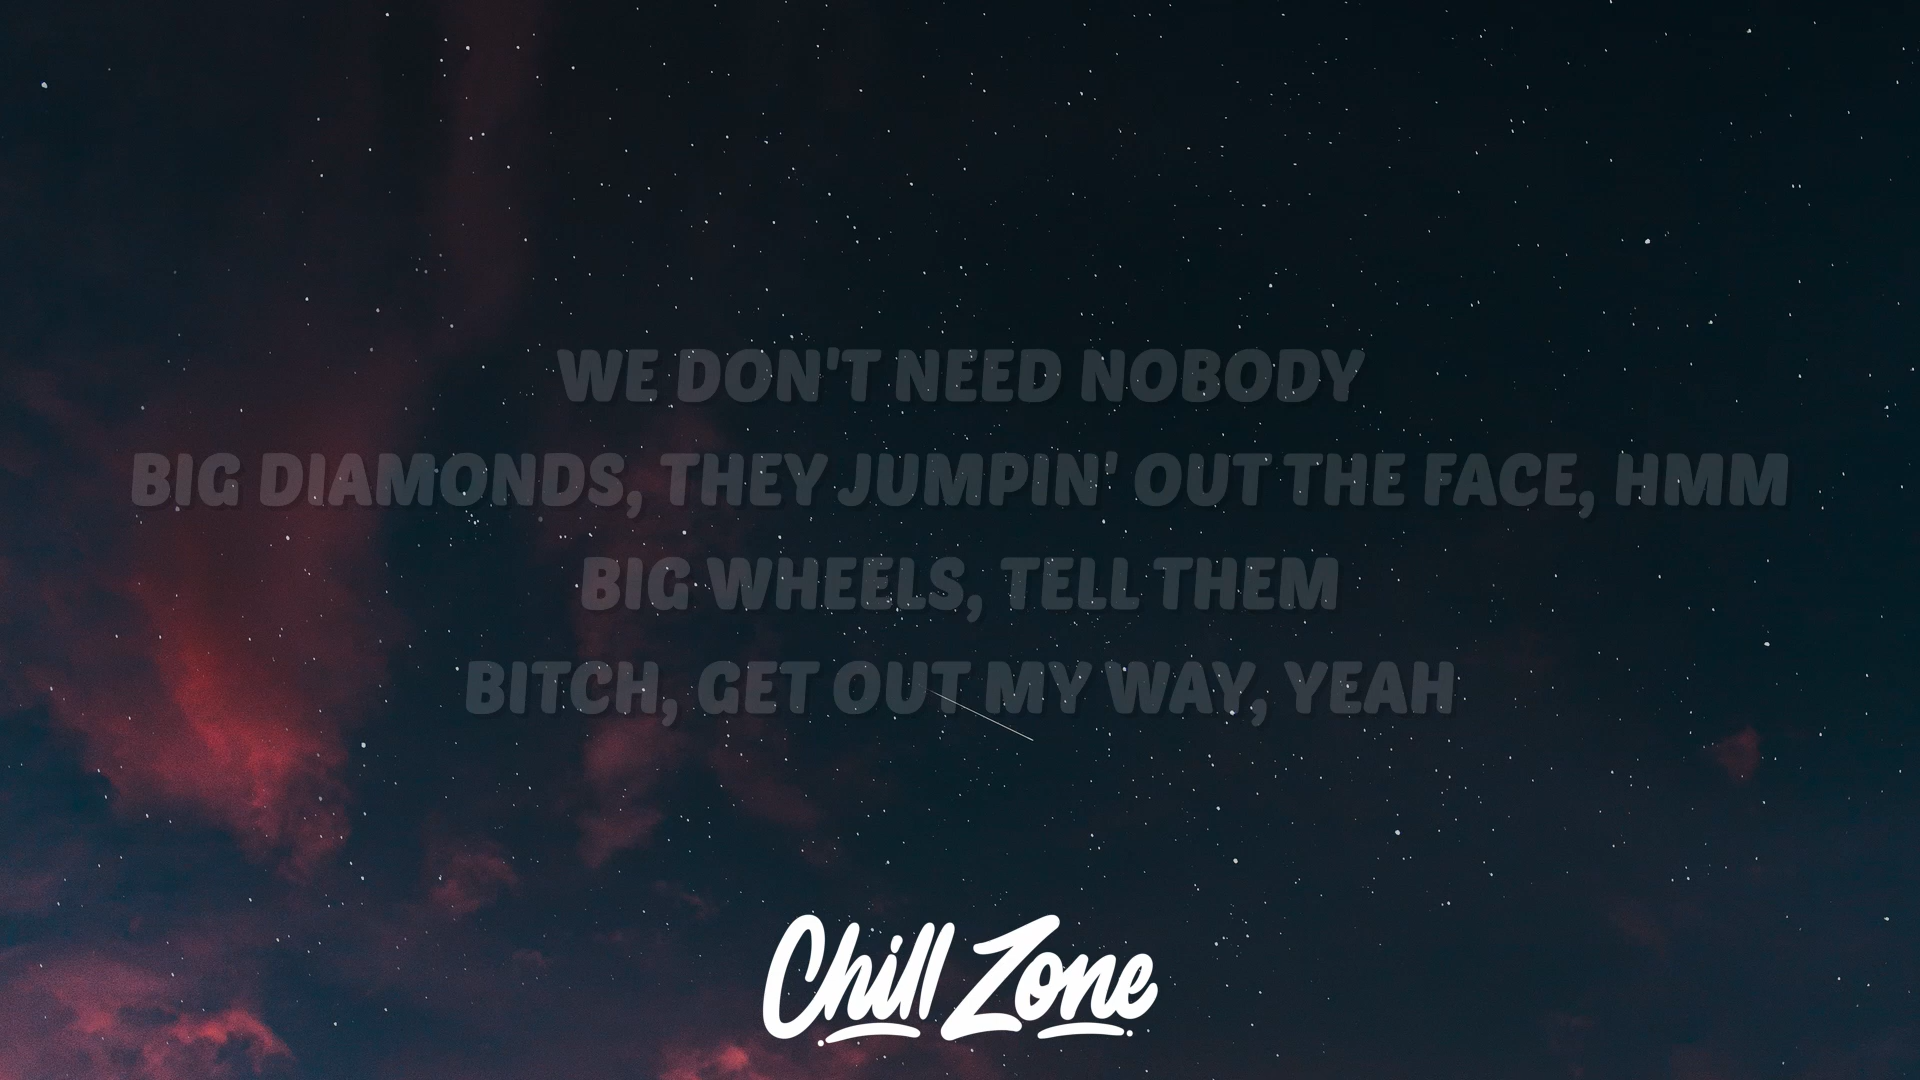 WE DON'T NEED NOBODY
BIG DIAMONDS, THEY JUMPIN' OUT THE FACE, HMM
BIG WHEELS, TELL THEM
BITCH, GET OUT MY WAY, YEAH
Chill Zone